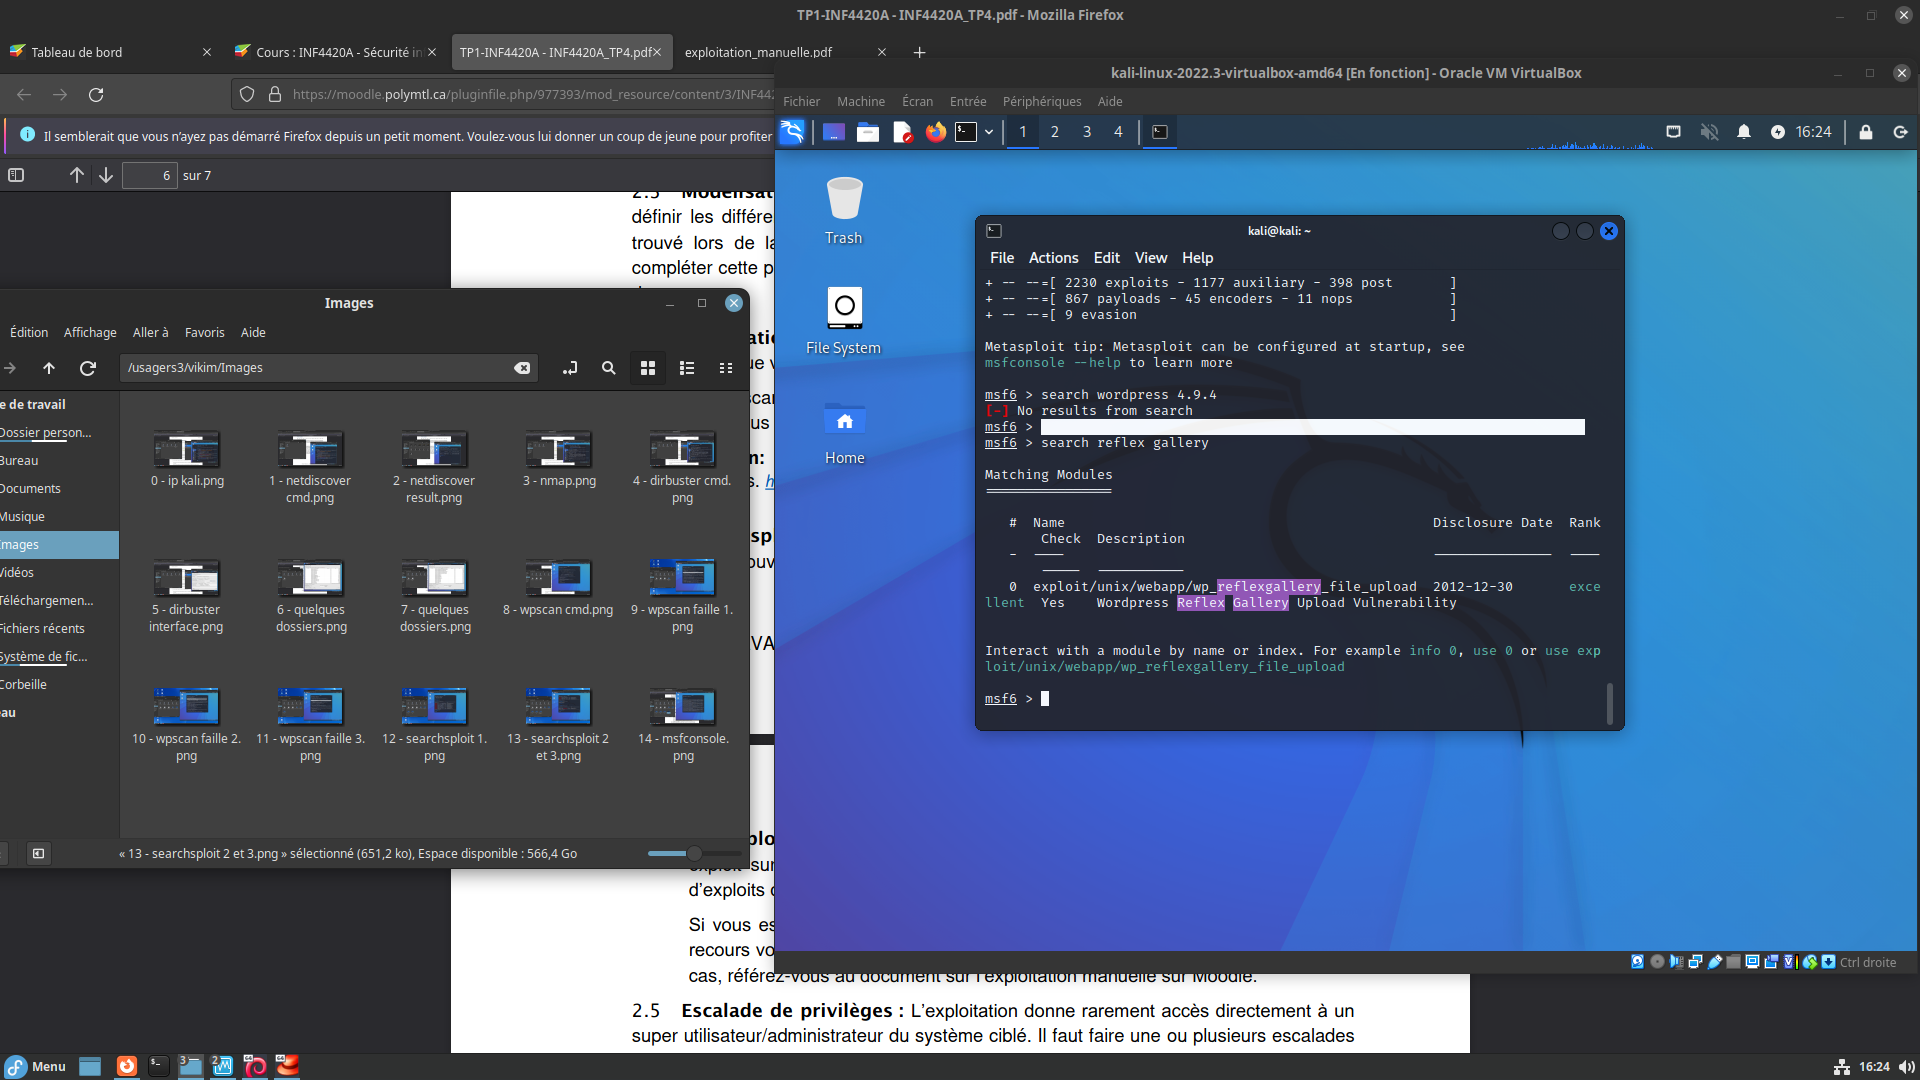 TP1-INF4420A - INF4420A_TP4.pdf - Mozilla Firefox
Tableau de bord
Cours : INF4420A - Sécurité in
TP1-INF4420A - INF4420A_TP4.pdf
exploitation_manuelle.pdf
https://moodle.polymtl.ca/pluginfile.php/977393/mod_resource/content/3/INF442
Il semblerait que vous n'ayez pas démarré Firefox depuis un petit moment. Voulez-vous lui donner un coup de jeune pour profiter
6 sur 7
définir les différe
trouvé lors de la
compléter cette p
Images
Édition Affichage Aller à Favoris Aide
/usagers3/vikim/Images
e de travail
Dossier person...
Bureau
Documents
Musique
Images
Vidéos
Téléchargemen...
Fichiers récents
Système de fic...
Corbeille
eau
0 - ip kali.png
1 - netdiscover cmd.png
2 - netdiscover result.png
3 - nmap.png
4 - dirbuster cmd.png
5 - dirbuster interface.png
6 - quelques dossiers.png
7 - quelques dossiers.png
8 - wpscan cmd.png
9 - wpscan faille 1.png
10 - wpscan faille 2.png
11 - wpscan faille 3.png
12 - searchsploit 1.png
13 - searchsploit 2 et 3.png
14 - msfconsole.png
« 13 - searchsploit 2 et 3.png » sélectionné (651,2 ko), Espace disponible : 566,4 Go
kali-linux-2022.3-virtualbox-amd64 [En fonction] - Oracle VM VirtualBox
Fichier Machine Écran Entrée Périphériques Aide
1 2 3 4
16:24
Trash
File System
Home
kali@kali: ~
File Actions Edit View Help
+ -- --=[ 2230 exploits - 1177 auxiliary - 398 post ]
+ -- --=[ 867 payloads - 45 encoders - 11 nops ]
+ -- --=[ 9 evasion ]
Metasploit tip: Metasploit can be configured at startup, see
msfconsole --help to learn more
msf6 > search wordpress 4.9.4
[-] No results from search
msf6 >
msf6 > search reflex gallery
Matching Modules
================
# Name Disclosure Date Rank
Check Description
- ---- --------------- ----
----- -----------
0 exploit/unix/webapp/wp_reflexgallery_file_upload 2012-12-30 exce
llent Yes Wordpress Reflex Gallery Upload Vulnerability
Interact with a module by name or index. For example info 0, use 0 or use exp
loit/unix/webapp/wp_reflexgallery_file_upload
msf6 >
Ctrl droite
d'exploits
Si vous es
recours vo
cas, référez-vous au document sur l'exploitation manuelle sur Moodle.
2.5 Escalade de privilèges : L'exploitation donne rarement accès directement à un
super utilisateur/administrateur du système ciblé. Il faut faire une ou plusieurs escalades
Menu
16:24